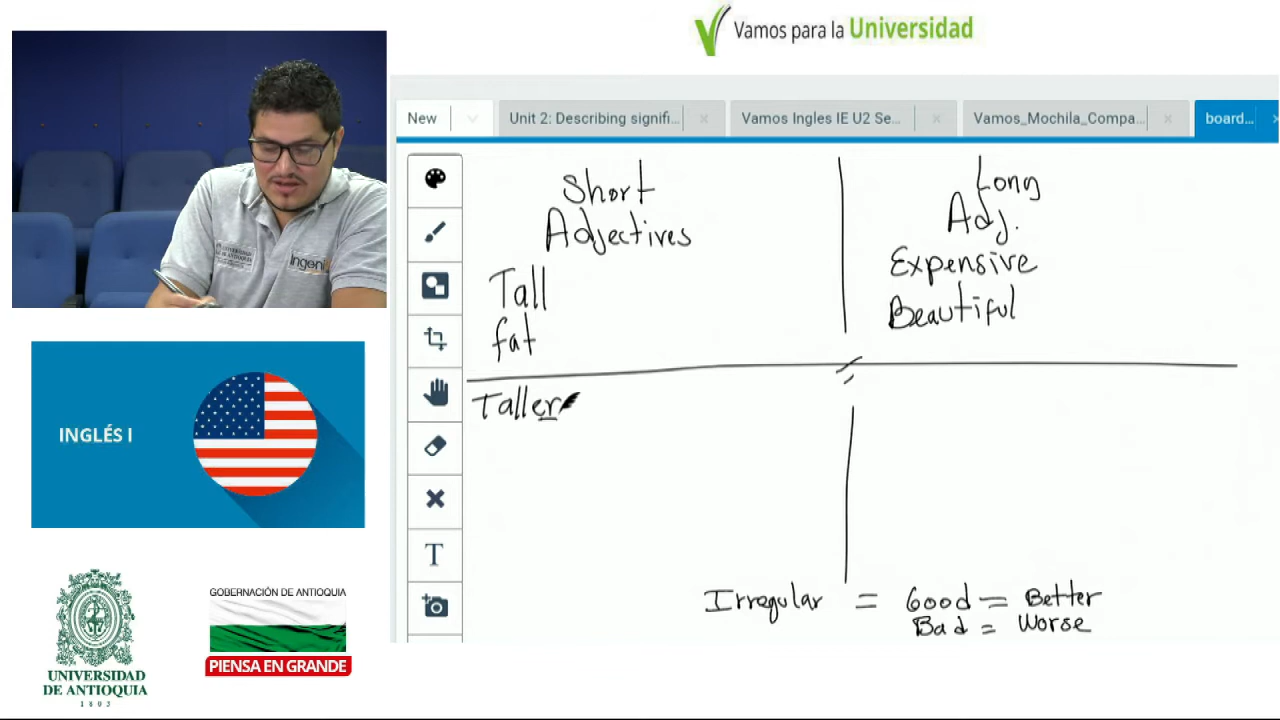 Vamos para la Universidad
New
Unit 2: Describing signifi...
Vamos Ingles IE U2 Se...
Vamos_Mochila_Compa...
board...
Short
Adjectives
Tall
fat
Long
Adj.
Expensive
Beautiful
Taller
Irregular = Good = Better
Bad = Worse
T
Ingeni
INGLÉS I
UNIVERSIDAD
DE ANTIOQUIA
1803
GOBERNACIÓN DE ANTIOQUIA
PIENSA EN GRANDE